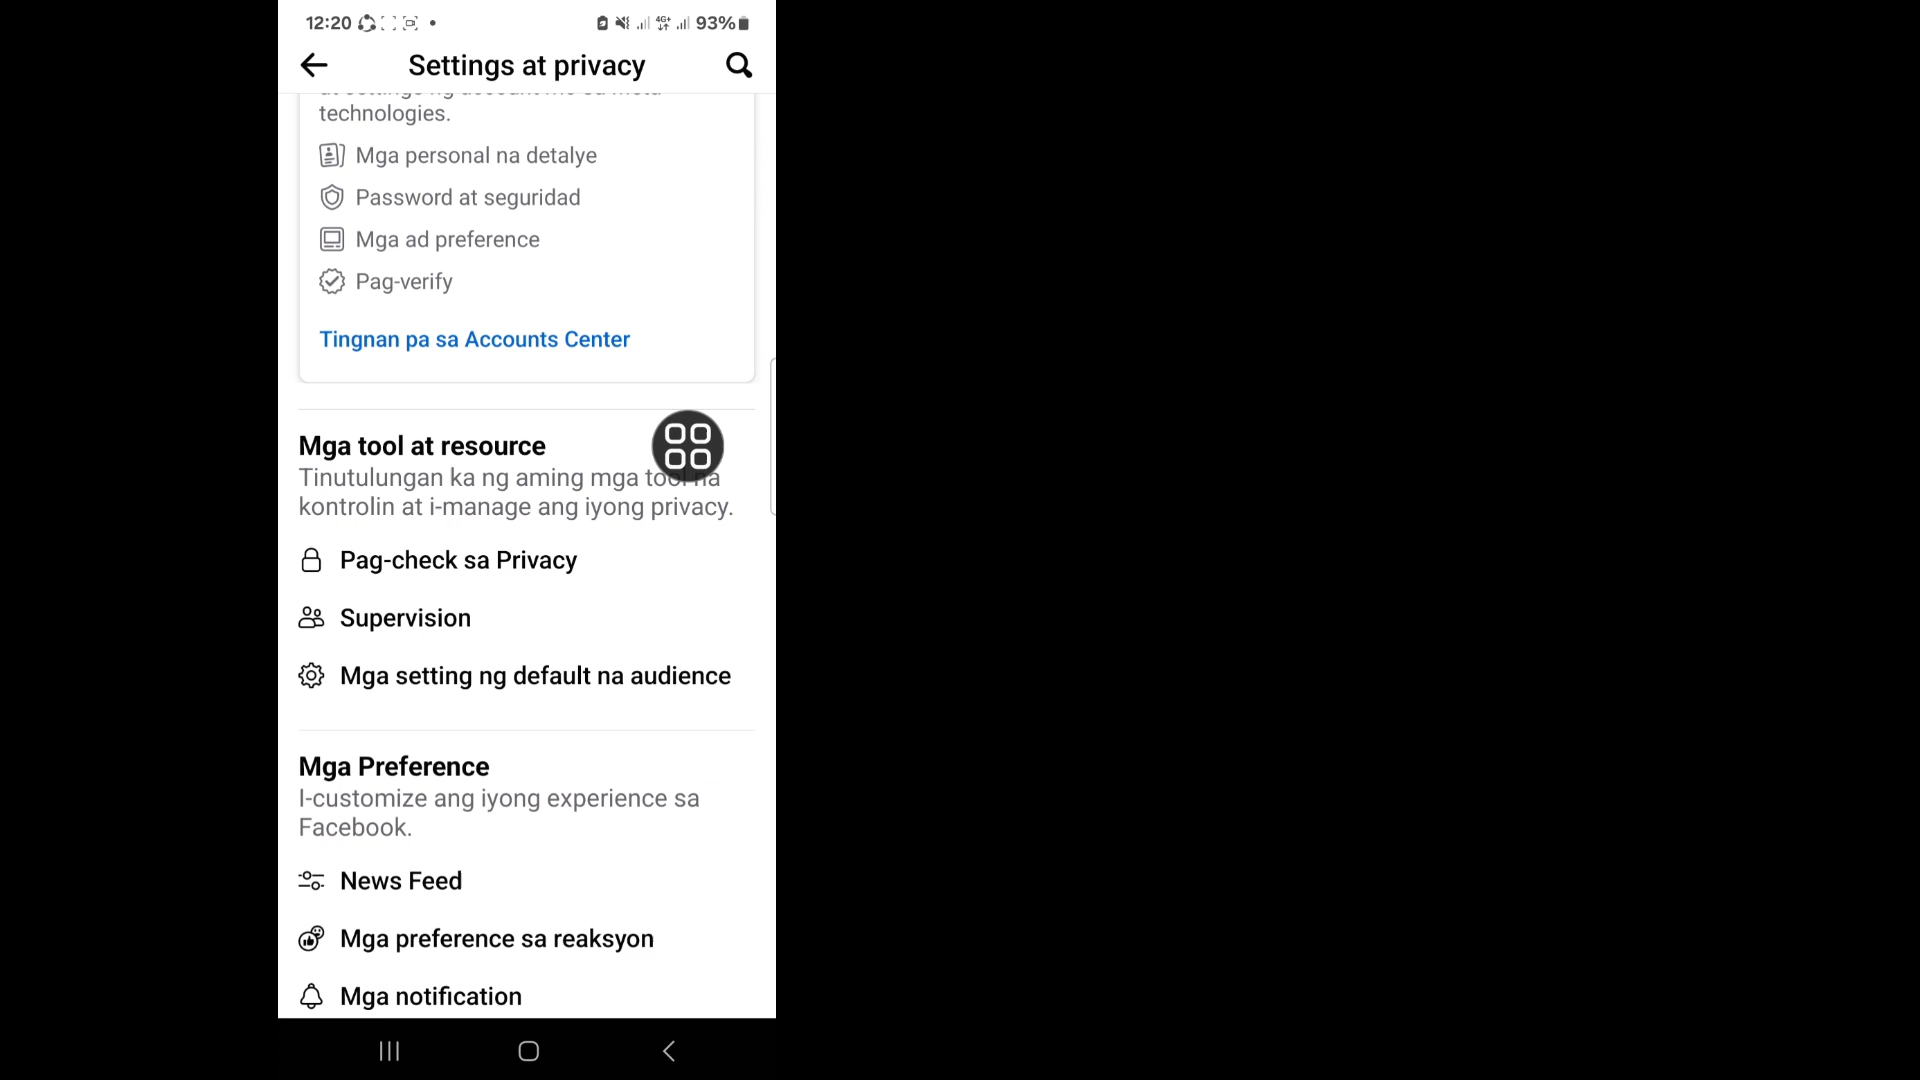 12:20
4G+
93%
Settings at privacy
technologies.
Mga personal na detalye
Password at seguridad
Mga ad preference
Pag-verify
Tingnan pa sa Accounts Center
Mga tool at resource
Tinutulungan ka ng aming mga tool na
kontrolin at i-manage ang iyong privacy.
Pag-check sa Privacy
Supervision
Mga setting ng default na audience
Mga Preference
I-customize ang iyong experience sa
Facebook.
News Feed
Mga preference sa reaksyon
Mga notification